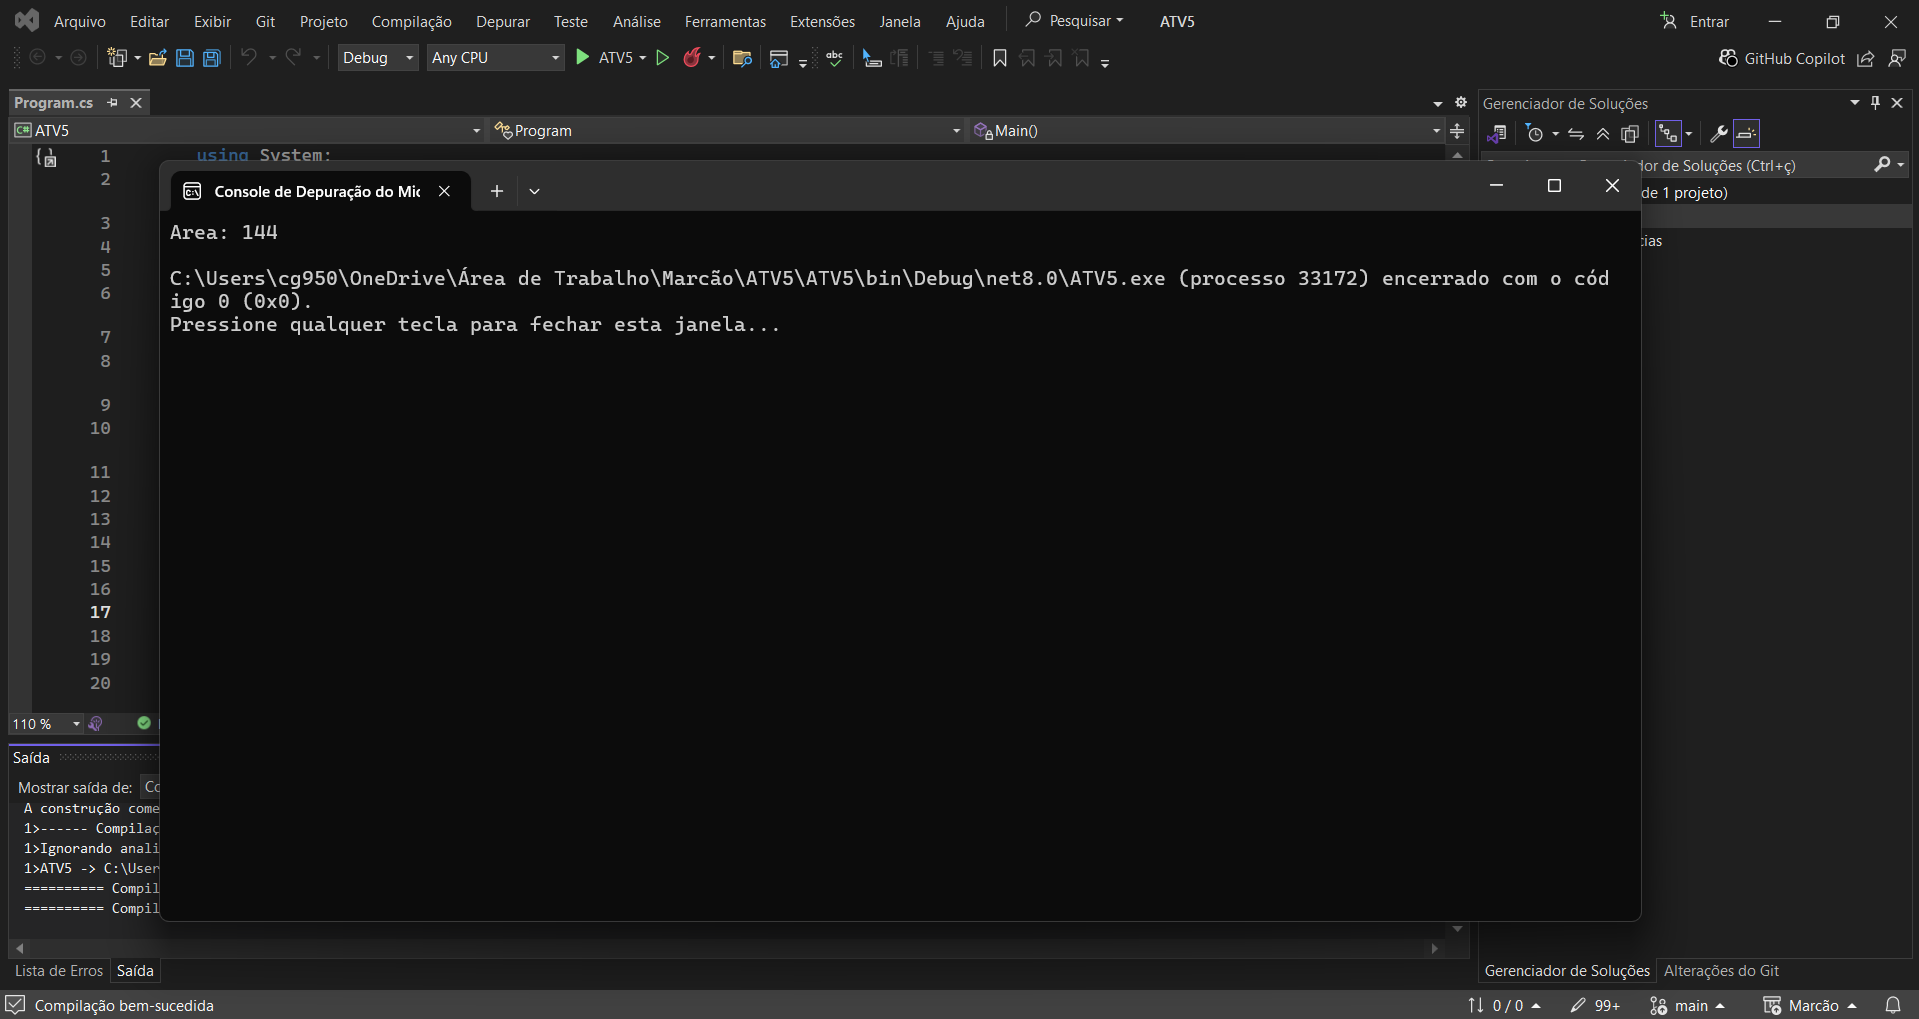 Arquivo Editar Exibir Git Projeto Compilação Depurar Teste Análise Ferramentas Extensões Janela Ajuda Pesquisar ATV5 Entrar
Debug Any CPU ATV5 abc GitHub Copilot
Program.cs
ATV5 Program Main()
1 using System;
2
3
4
5
6
7
8
9
10
11
12
13
14
15
16
17
18
19
20
Console de Depuração do Mic
Area: 144
C:\Users\cg950\OneDrive\Área de Trabalho\Marcão\ATV5\ATV5\bin\Debug\net8.0\ATV5.exe (processo 33172) encerrado com o cód
igo 0 (0x0).
Pressione qualquer tecla para fechar esta janela...
110 %
Saída
Mostrar saída de: Co
A construção come
1>------ Compilaç
1>Ignorando anali
1>ATV5 -> C:\User
========== Compil
========== Compil
Lista de Erros Saída
Gerenciador de Soluções
dor de Soluções (Ctrl+ç)
de 1 projeto)
cias
Gerenciador de Soluções Alterações do Git
Compilação bem-sucedida 0 / 0 99+ main Marcão